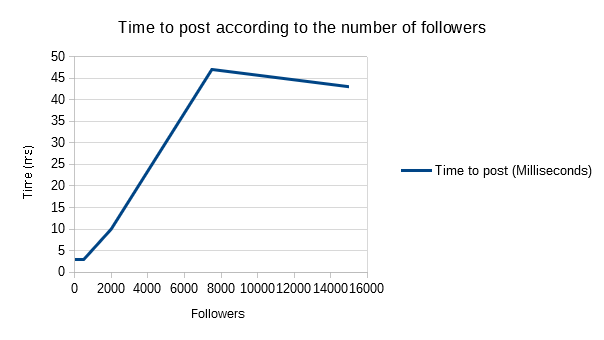 Time to post according to the number of followers
50
45
40
35
30
25
20
15
10
5
0
Time (ms)
Time to post (Milliseconds)
0 2000 4000 6000 8000 10000 12000 14000 16000
Followers